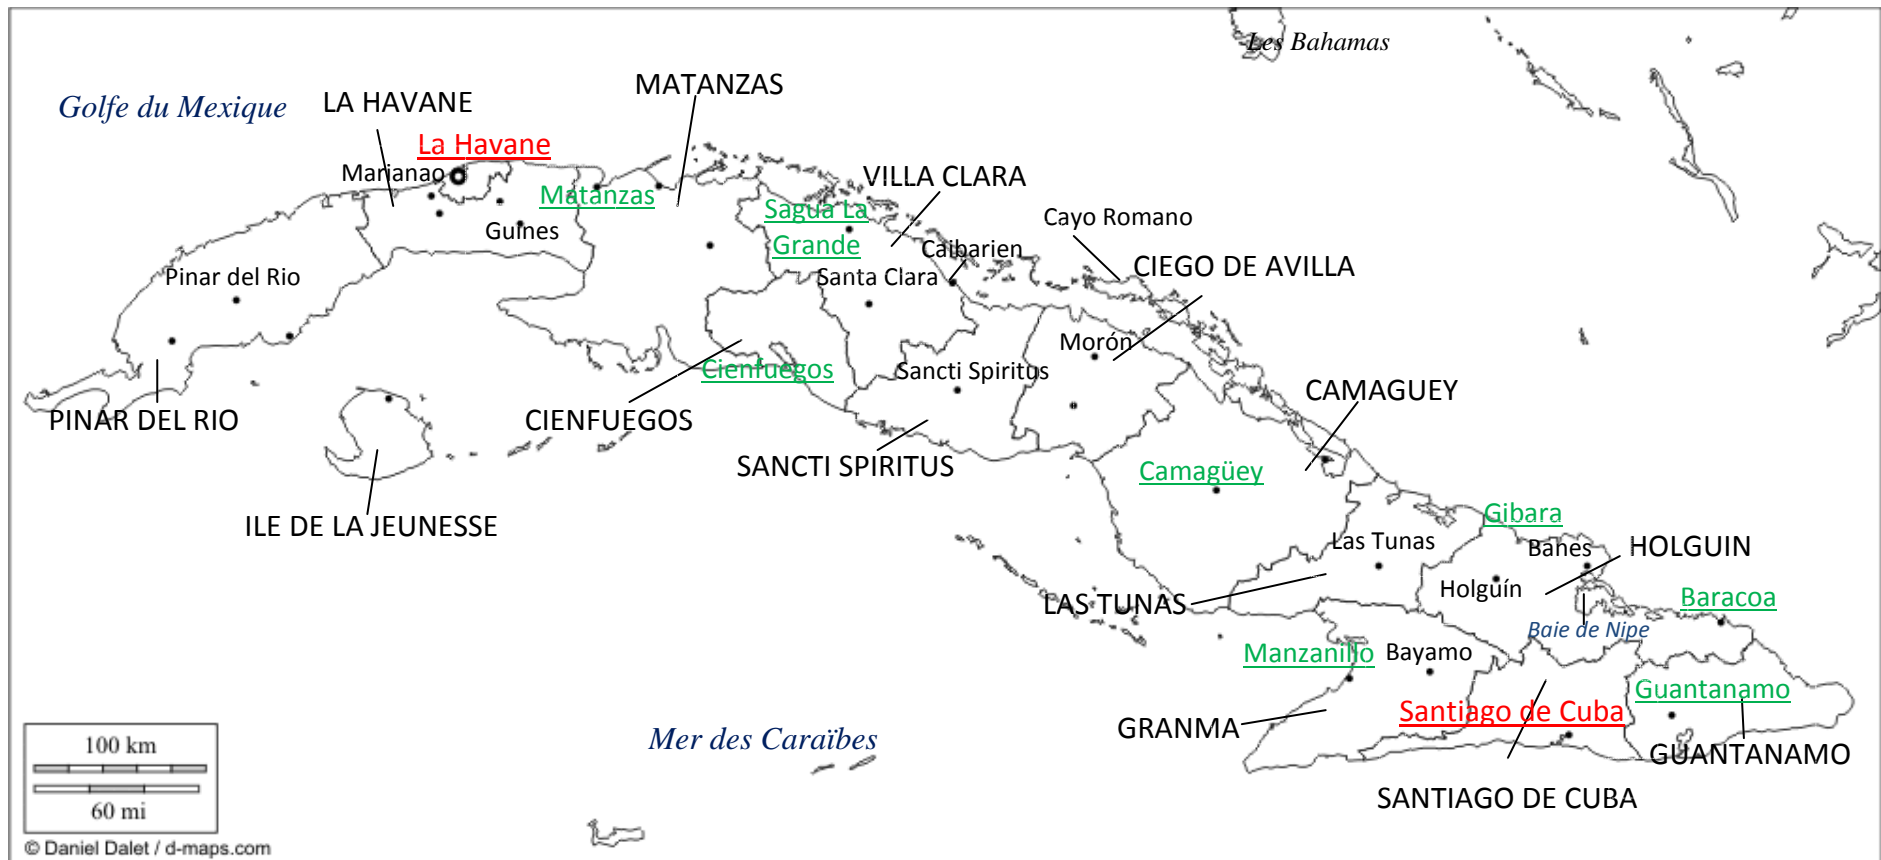 Les Bahamas
MATANZAS
LA HAVANE
Golfe du Mexique
La Havane
Marianao
VILLA CLARA
Matanzas
Sagua La
Grande
Cayo Romano
Guines
Caibarien
CIEGO DE AVILLA
Pinar del Rio
Santa Clara
Morón
Cienfuegos
Sancti Spiritus
CAMAGUEY
PINAR DEL RIO
CIENFUEGOS
SANCTI SPIRITUS
Camagüey
ILE DE LA JEUNESSE
Gibara
Las Tunas
Banes
HOLGUIN
Holguín
Baracoa
LAS TUNAS
Baie de Nipe
Manzanillo
Bayamo
Guantanamo
Santiago de Cuba
GRANMA
Mer des Caraïbes
GUANTANAMO
SANTIAGO DE CUBA
100 km
60 mi
© Daniel Dalet / d-maps.com